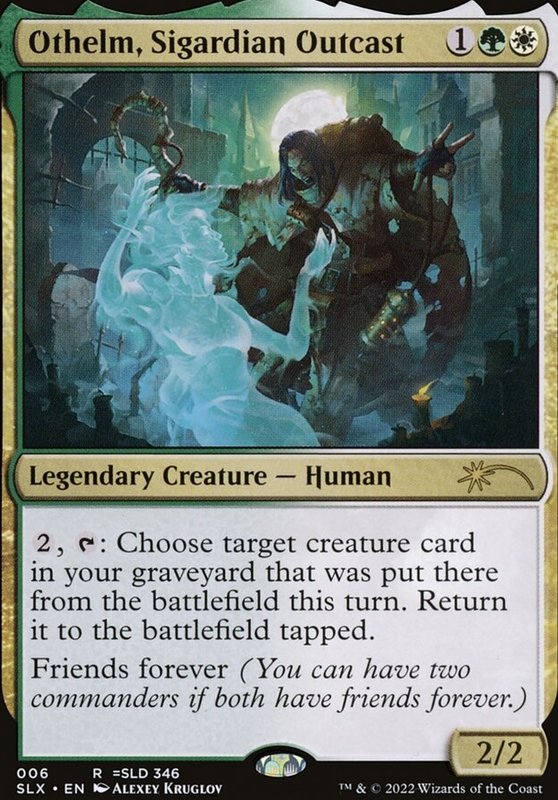 Othelm, Sigardian Outcast 1
Legendary Creature — Human
2, : Choose target creature card
in your graveyard that was put there
from the battlefield this turn. Return
it to the battlefield tapped.
Friends forever (You can have two
commanders if both have friends forever.)
2/2
006 R =SLD 346
SLX • EN ALEXEY KRUGLOV
™ & © 2022 Wizards of the Coast